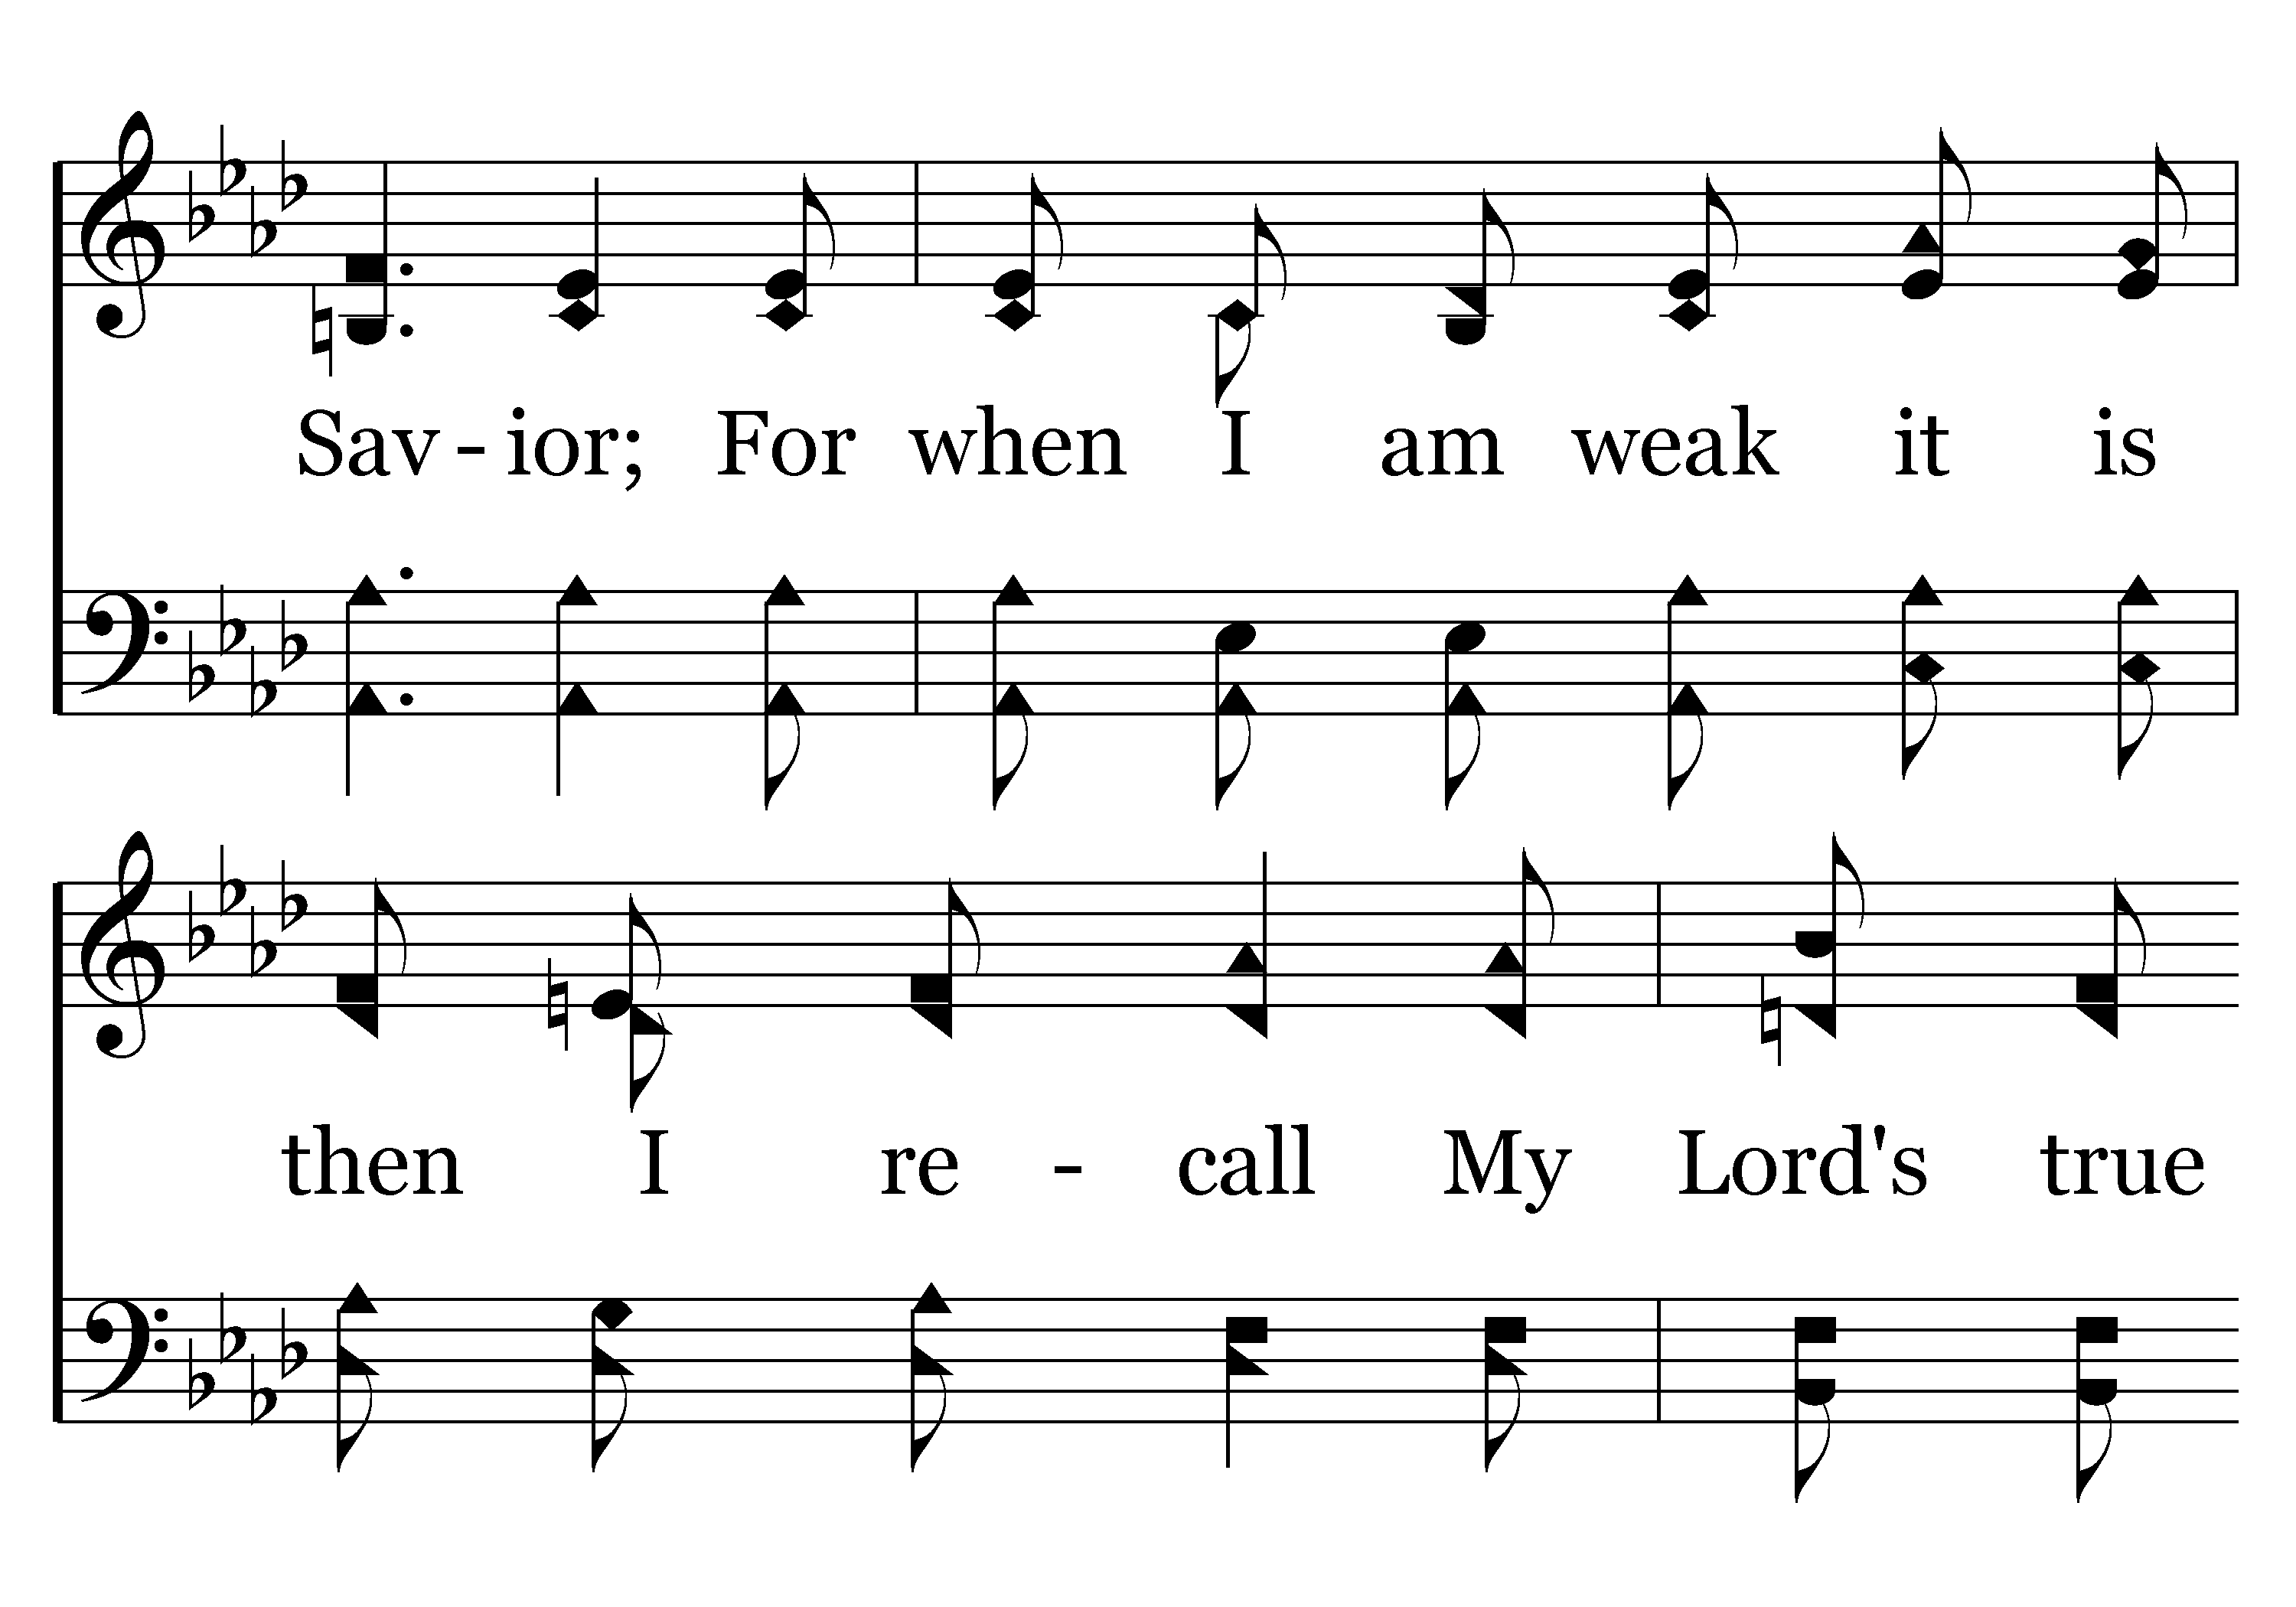 Sav - ior; For when I am weak it is
then I re - call My Lord's true